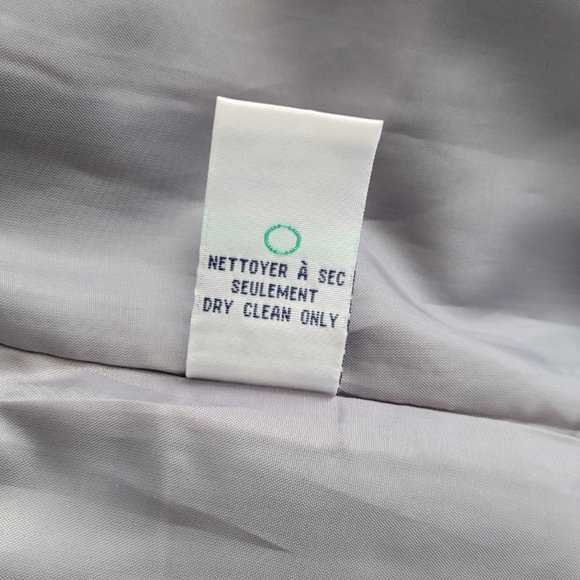 NETTOYER À SEC
SEULEMENT
DRY CLEAN ONLY